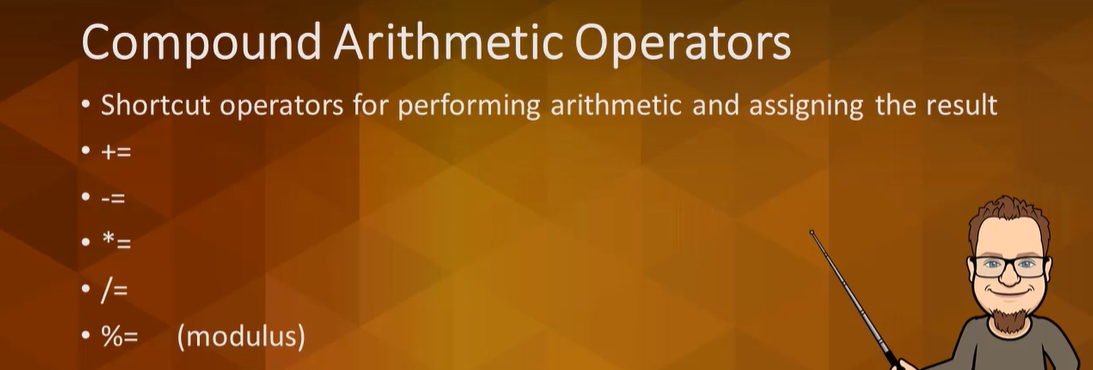 Compound Arithmetic Operators
• Shortcut operators for performing arithmetic and assigning the result
• +=
• -=
• *=
• /=
• %= (modulus)